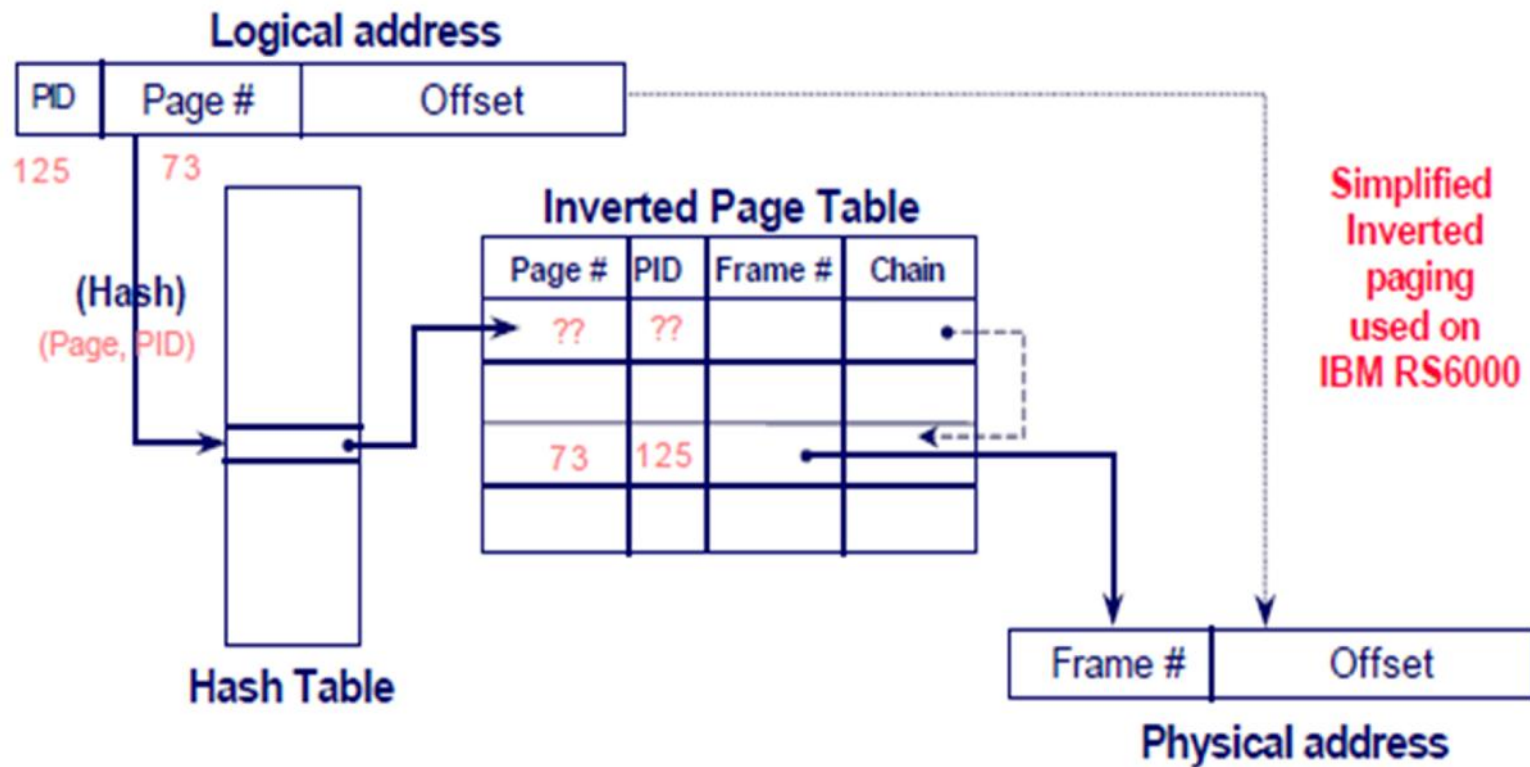 Logical address
PID Page # Offset
125 73
Simplified
Inverted
paging
used on
IBM RS6000
Inverted Page Table
Page # PID Frame # Chain
(Hash)
(Page, PID)
?? ??
73 125
Hash Table
Frame # Offset
Physical address